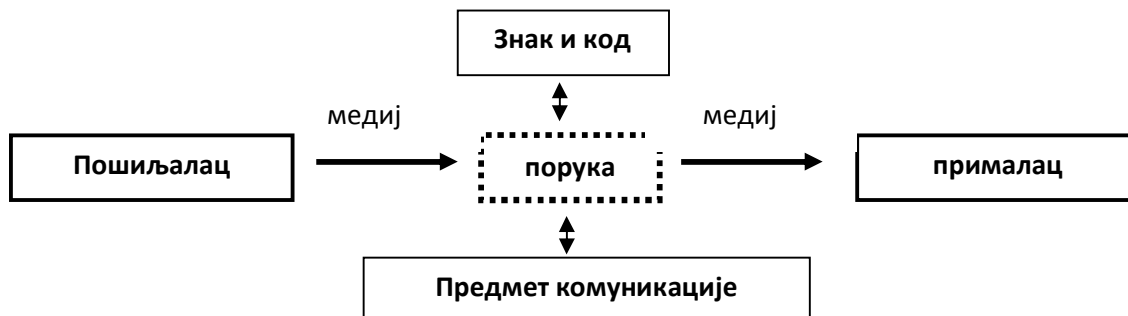 Знак и код
медиј
медиј
Пошиљалац
порука
прималац
Предмет комуникације